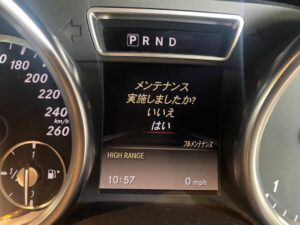 P R N D
メンテナンス
実施しましたか?
いいえ
はい
フルメンテナンス
HIGH RANGE
10:57 0 mph
180
200
220
240
km/h
260
1